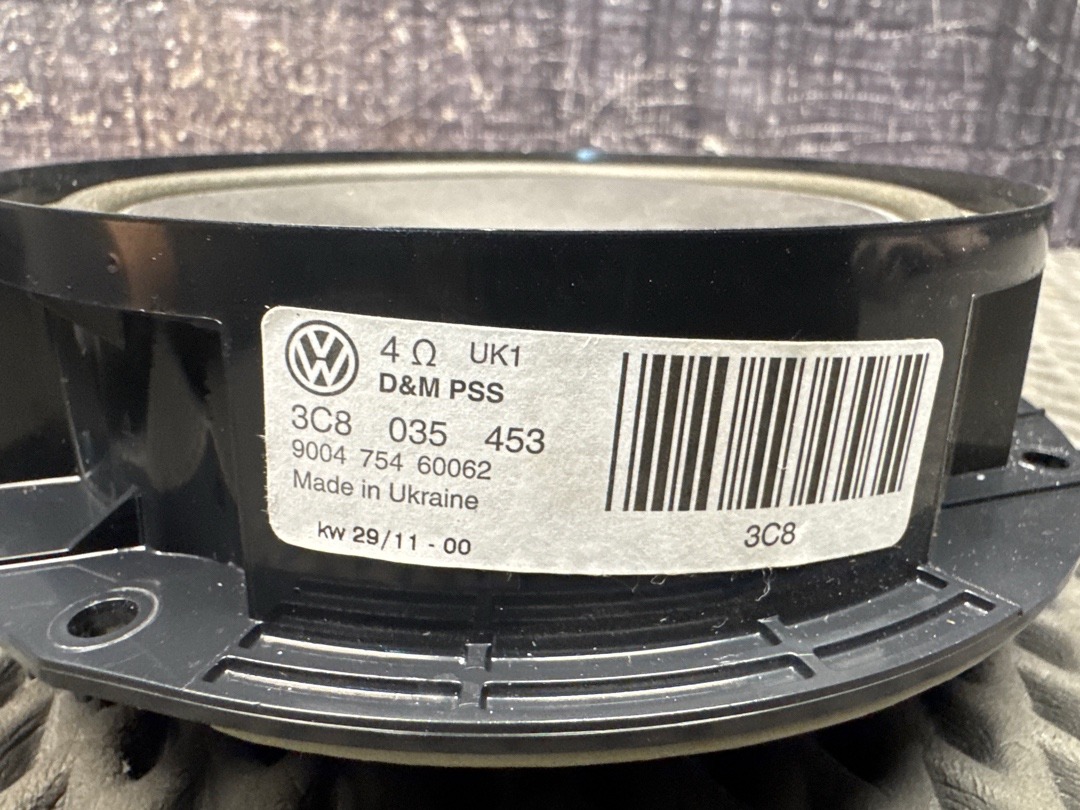 4 Ω UK1
D&M PSS
3C8 035 453
9004 754 60062
Made in Ukraine
kw 29/11 - 00
3C8